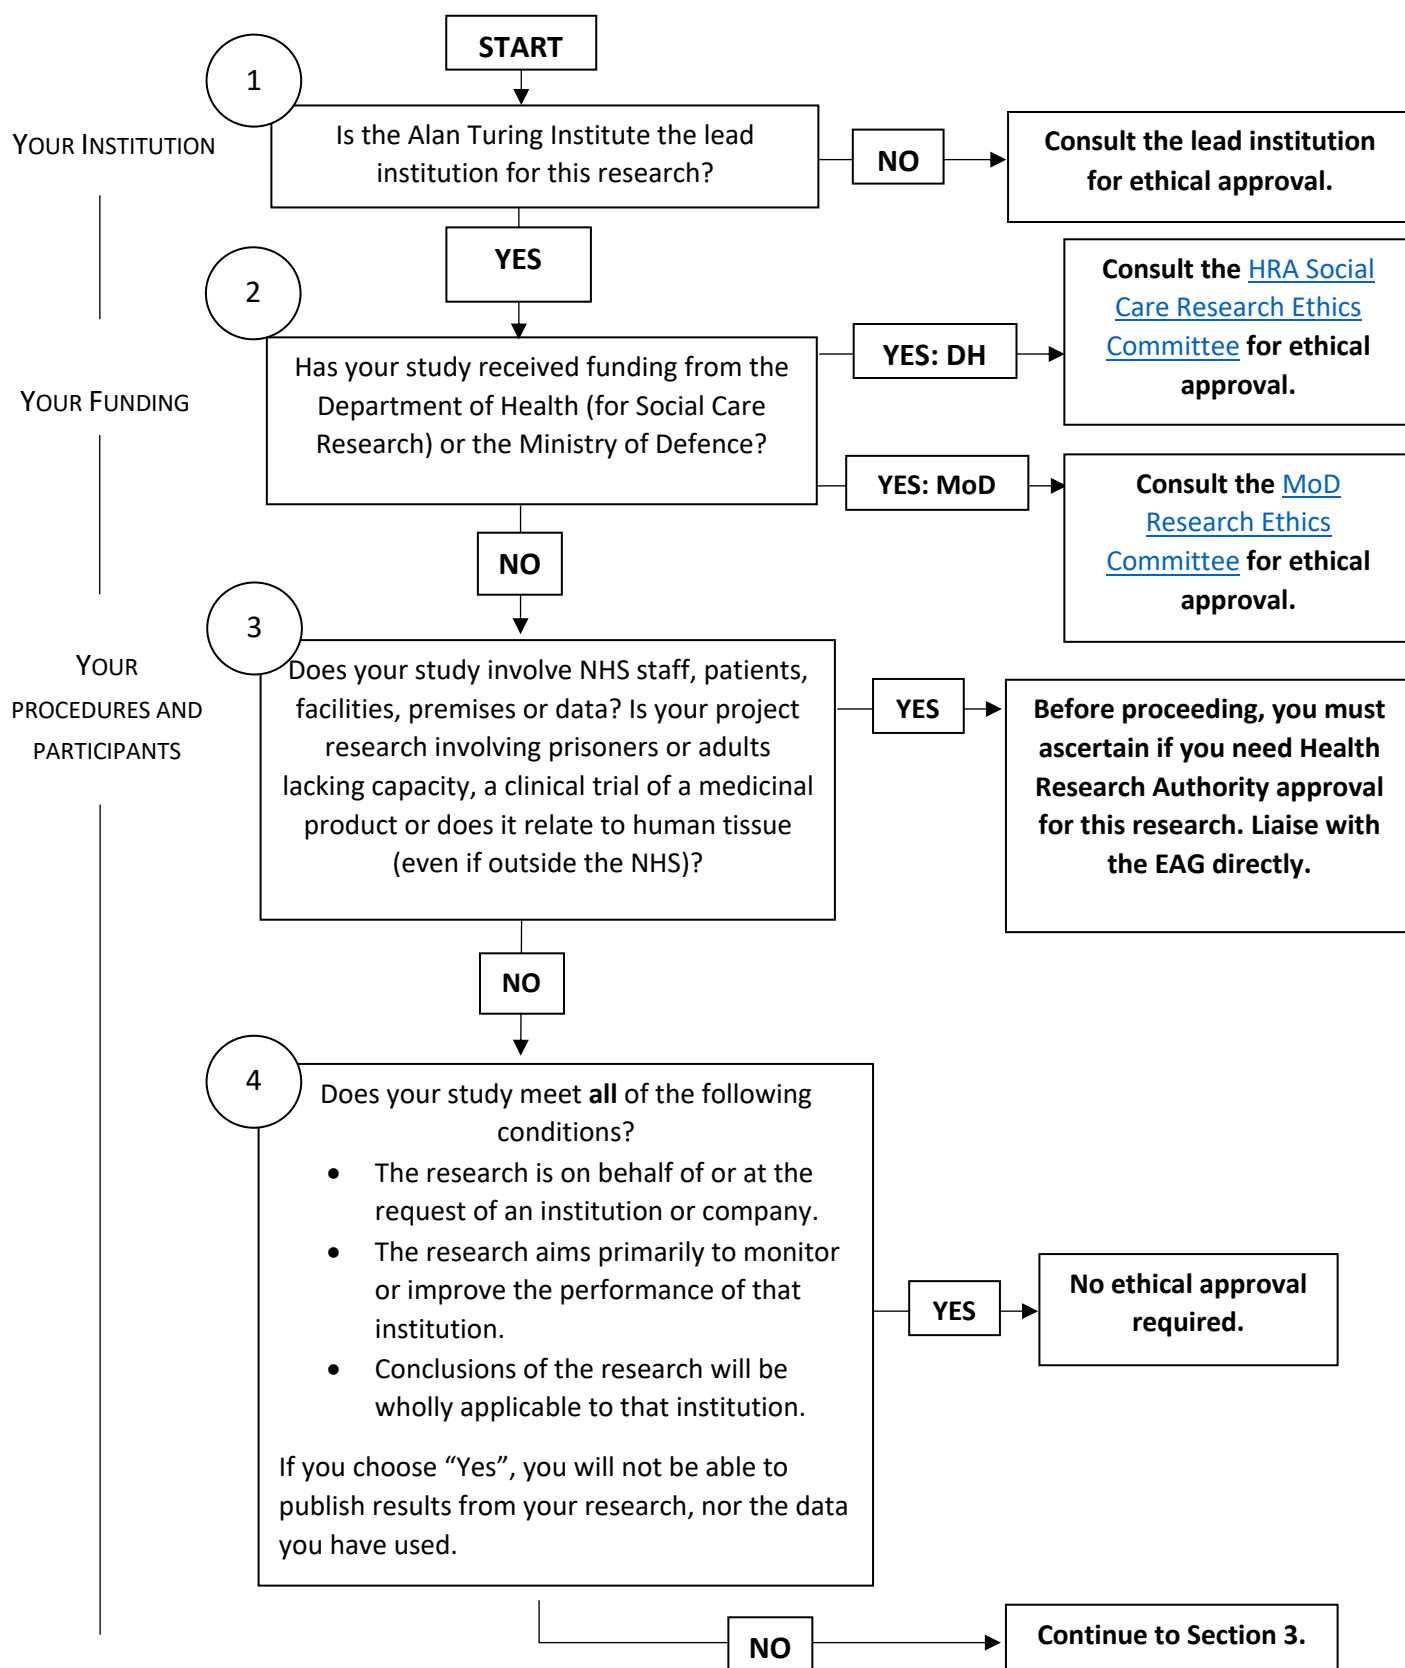 START
1
YOUR INSTITUTION
Is the Alan Turing Institute the lead
institution for this research?
NO
Consult the lead institution
for ethical approval.
YES
2
YOUR FUNDING
Has your study received funding from the
Department of Health (for Social Care
Research) or the Ministry of Defence?
YES: DH
Consult the HRA Social
Care Research Ethics
Committee for ethical
approval.
YES: MoD
Consult the MoD
Research Ethics
Committee for ethical
approval.
NO
3
YOUR
PROCEDURES AND
PARTICIPANTS
Does your study involve NHS staff, patients,
facilities, premises or data? Is your project
research involving prisoners or adults
lacking capacity, a clinical trial of a medicinal
product or does it relate to human tissue
(even if outside the NHS)?
YES
Before proceeding, you must
ascertain if you need Health
Research Authority approval
for this research. Liaise with
the EAG directly.
NO
4
Does your study meet all of the following
conditions?
• The research is on behalf of or at the
request of an institution or company.
• The research aims primarily to monitor
or improve the performance of that
institution.
• Conclusions of the research will be
wholly applicable to that institution.
If you choose “Yes”, you will not be able to
publish results from your research, nor the data
you have used.
YES
No ethical approval
required.
NO
Continue to Section 3.